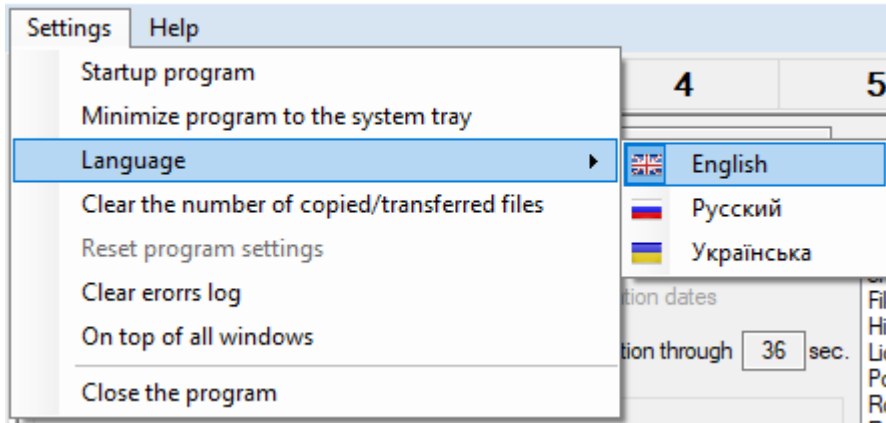 Settings Help
Startup program
4 5
Minimize program to the system tray
Language
English
Clear the number of copied/transferred files
Русский
Reset program settings
Українська
Clear erorrs log
dates
On top of all windows
through 36 sec.
Close the program